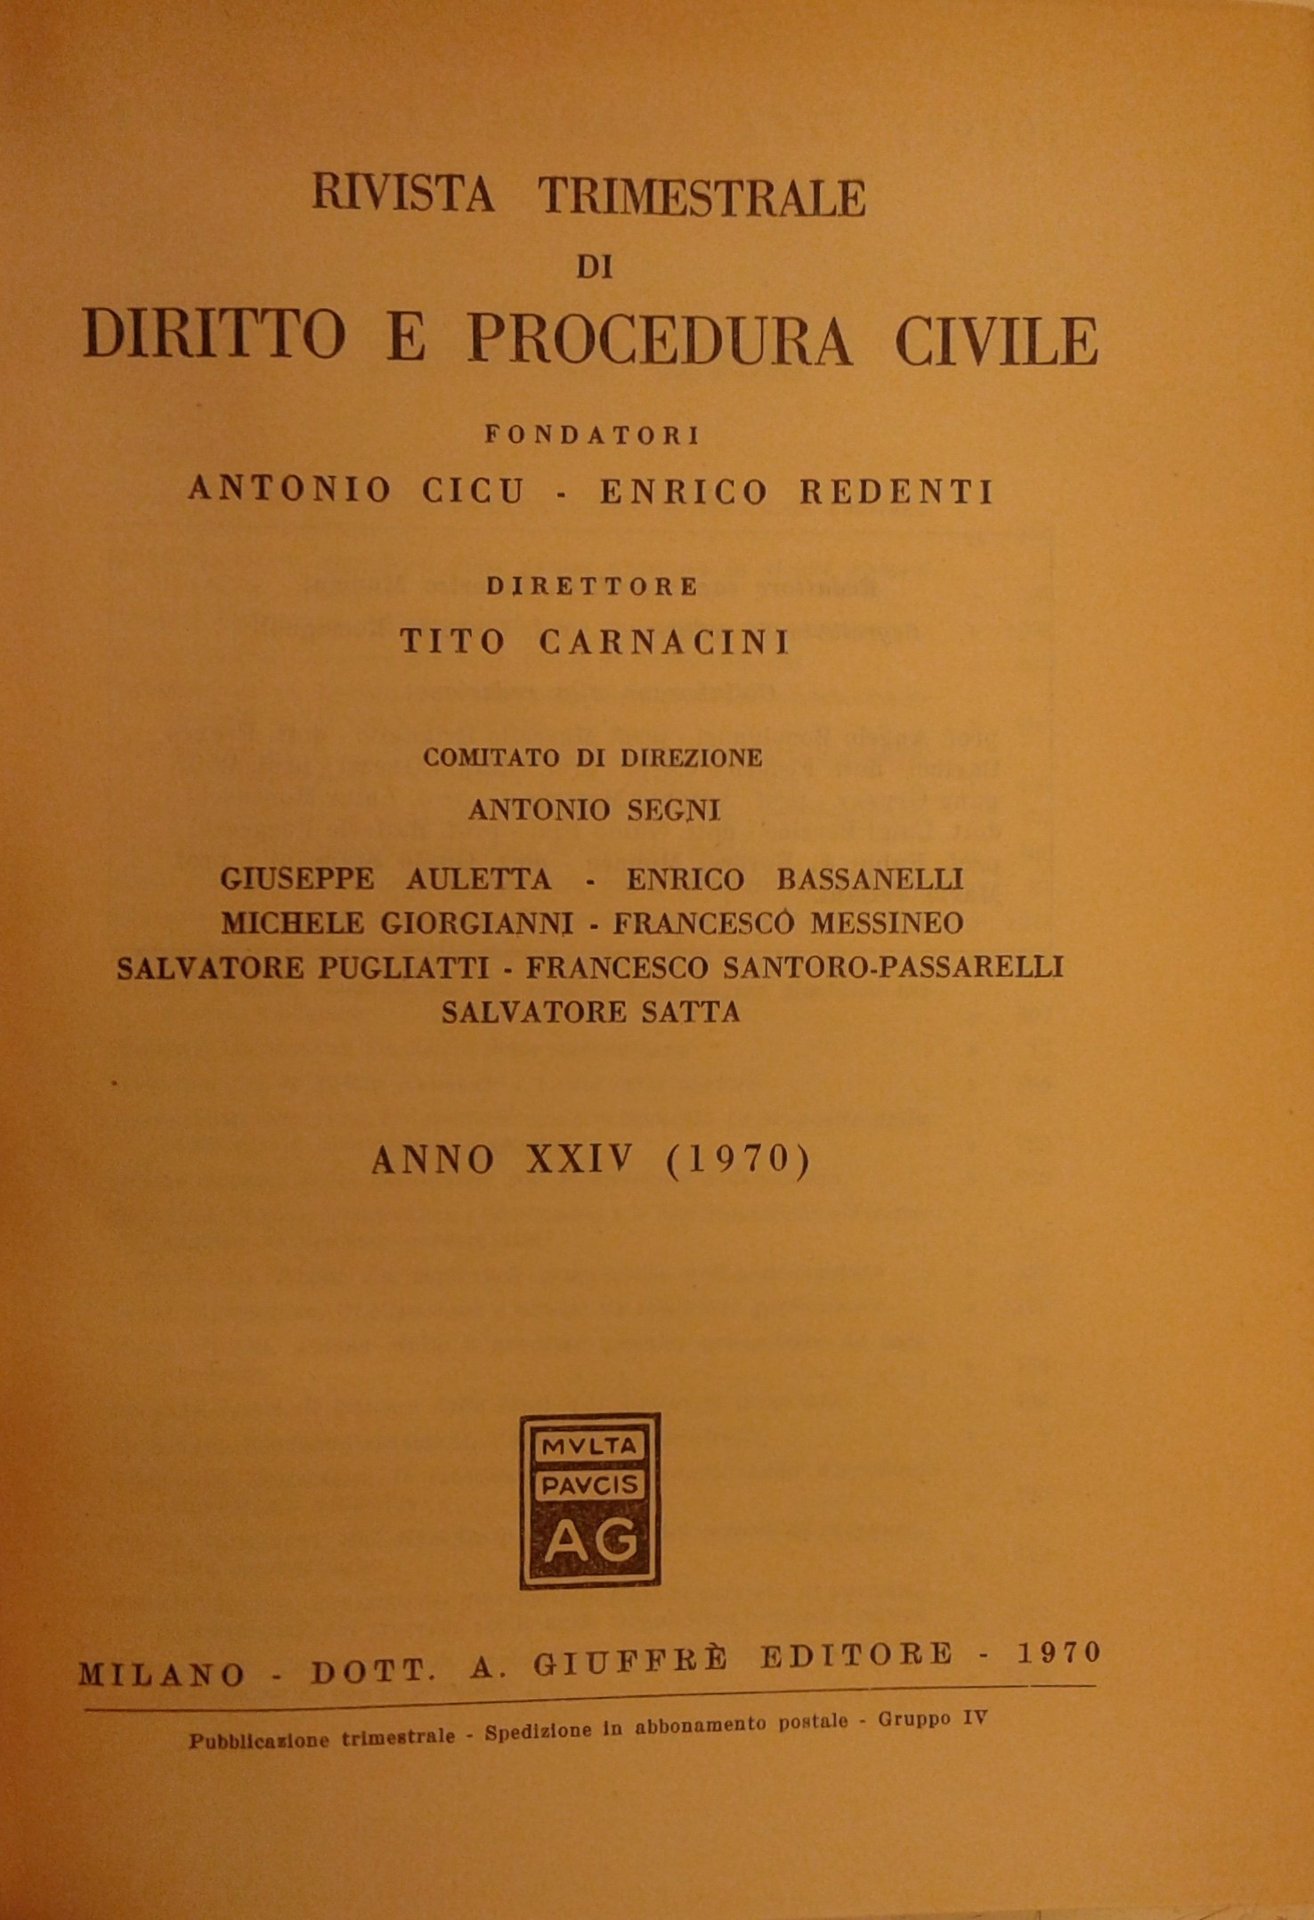 RIVISTA TRIMESTRALE
DI
DIRITTO E PROCEDURA CIVILE
FONDATORI
ANTONIO CICU - ENRICO REDENTI
DIRETTORE
TITO CARNACINI
COMITATO DI DIREZIONE
ANTONIO SEGNI
GIUSEPPE AULETTA - ENRICO BASSANELLI
MICHELE GIORGIANNI - FRANCESCO MESSINEO
SALVATORE PUGLIATTI - FRANCESCO SANTORO-PASSARELLI
SALVATORE SATTA
ANNO XXIV (1970)
MVLTA
PAVCIS
AG
MILANO - DOTT. A. GIUFFRÈ EDITORE - 1970
Pubblicazione trimestrale - Spedizione in abbonamento postale - Gruppo IV